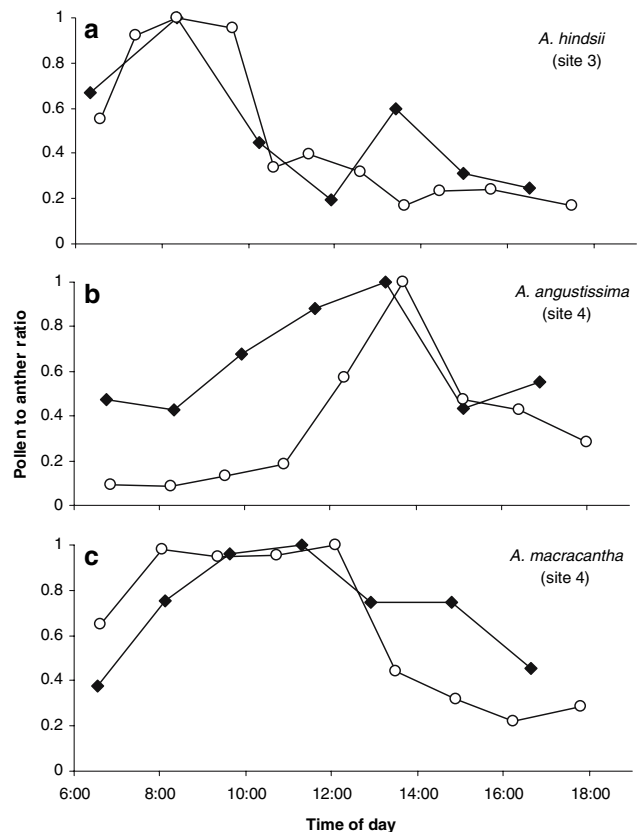 a
A. hindsii
(site 3)
1
0.8
0.6
0.4
0.2
0
b
A. angustissima
(site 4)
1
0.8
0.6
0.4
0.2
0
Pollen to anther ratio
c
A. macracantha
(site 4)
1
0.8
0.6
0.4
0.2
0
6:00 8:00 10:00 12:00 14:00 16:00 18:00
Time of day